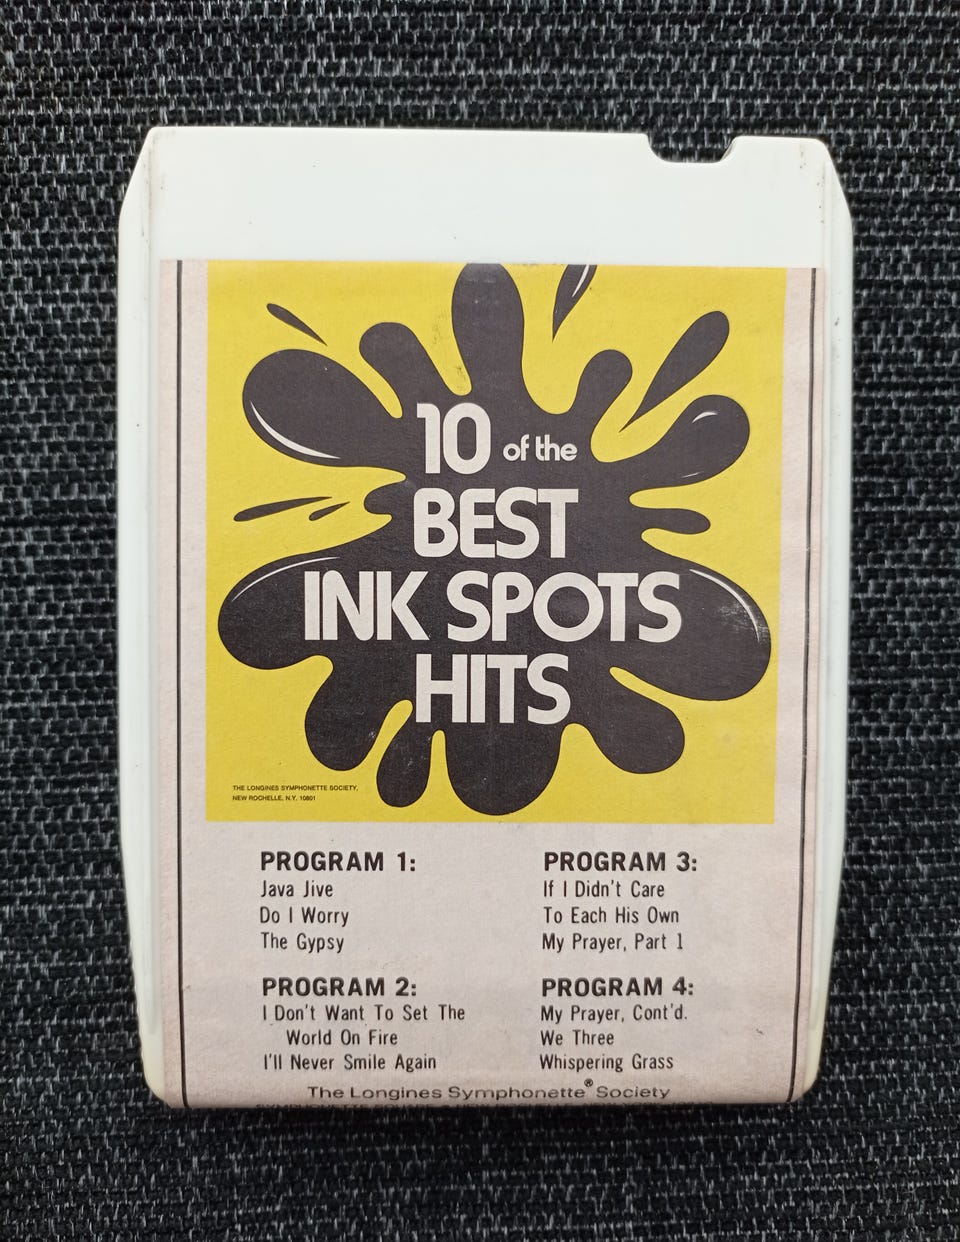 10 of the
BEST
INK SPOTS
HITS
THE LONGINES SYMPHONETTE SOCIETY,
NEW ROCHELLE, N.Y. 10801
PROGRAM 1:
Java Jive
Do I Worry
The Gypsy
PROGRAM 2:
I Don't Want To Set The
World On Fire
I'll Never Smile Again
PROGRAM 3:
If I Didn't Care
To Each His Own
My Prayer, Part 1
PROGRAM 4:
My Prayer, Cont'd.
We Three
Whispering Grass
The Longines Symphonette® Society